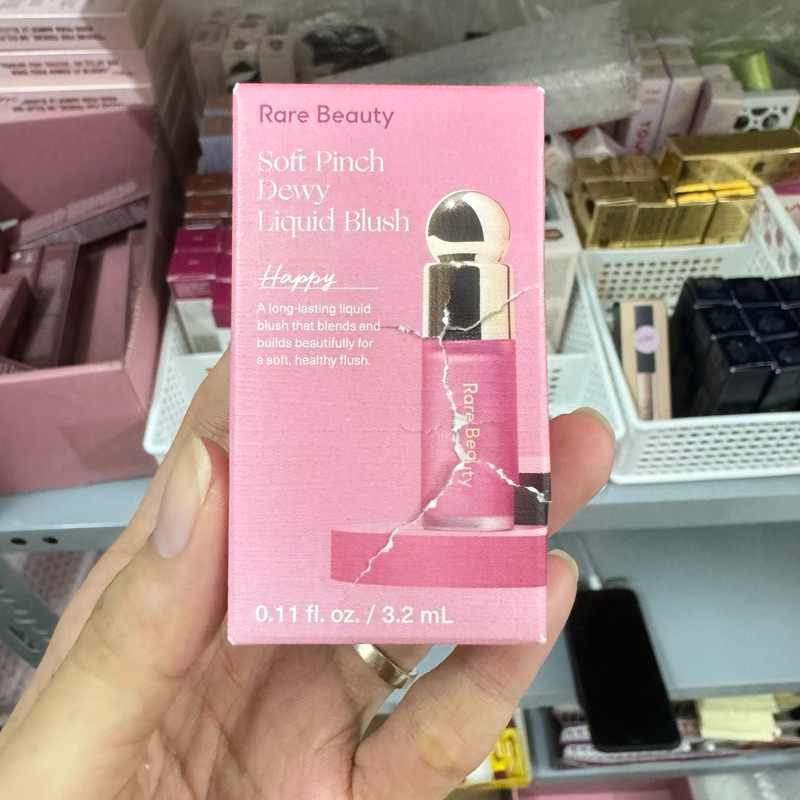 Rare Beauty
Soft Pinch
Dewy
Liquid Blush
Happy
A long-lasting liquid
blush that blends and
builds beautifully for
a soft, healthy flush.
Rare Beauty
0.11 fl. oz. / 3.2 mL